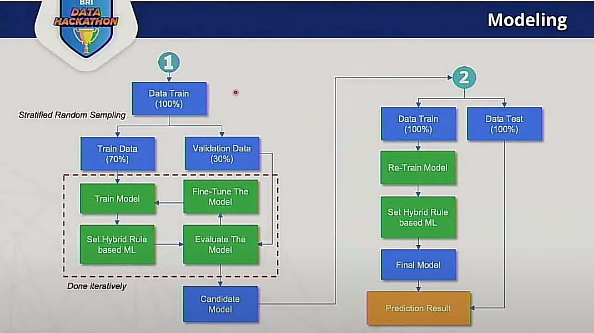 BRI
DATA
HACKATHON
Modeling
1
Data Train
(100%)
Stratified Random Sampling
Train Data
(70%)
Validation Data
(30%)
Train Model
Fine-Tune The
Model
Set Hybrid Rule
based ML
Evaluate The
Model
Done iteratively
Candidate
Model
2
Data Train
(100%)
Data Test
(100%)
Re-Train Model
Set Hybrid Rule
based ML
Final Model
Prediction Result